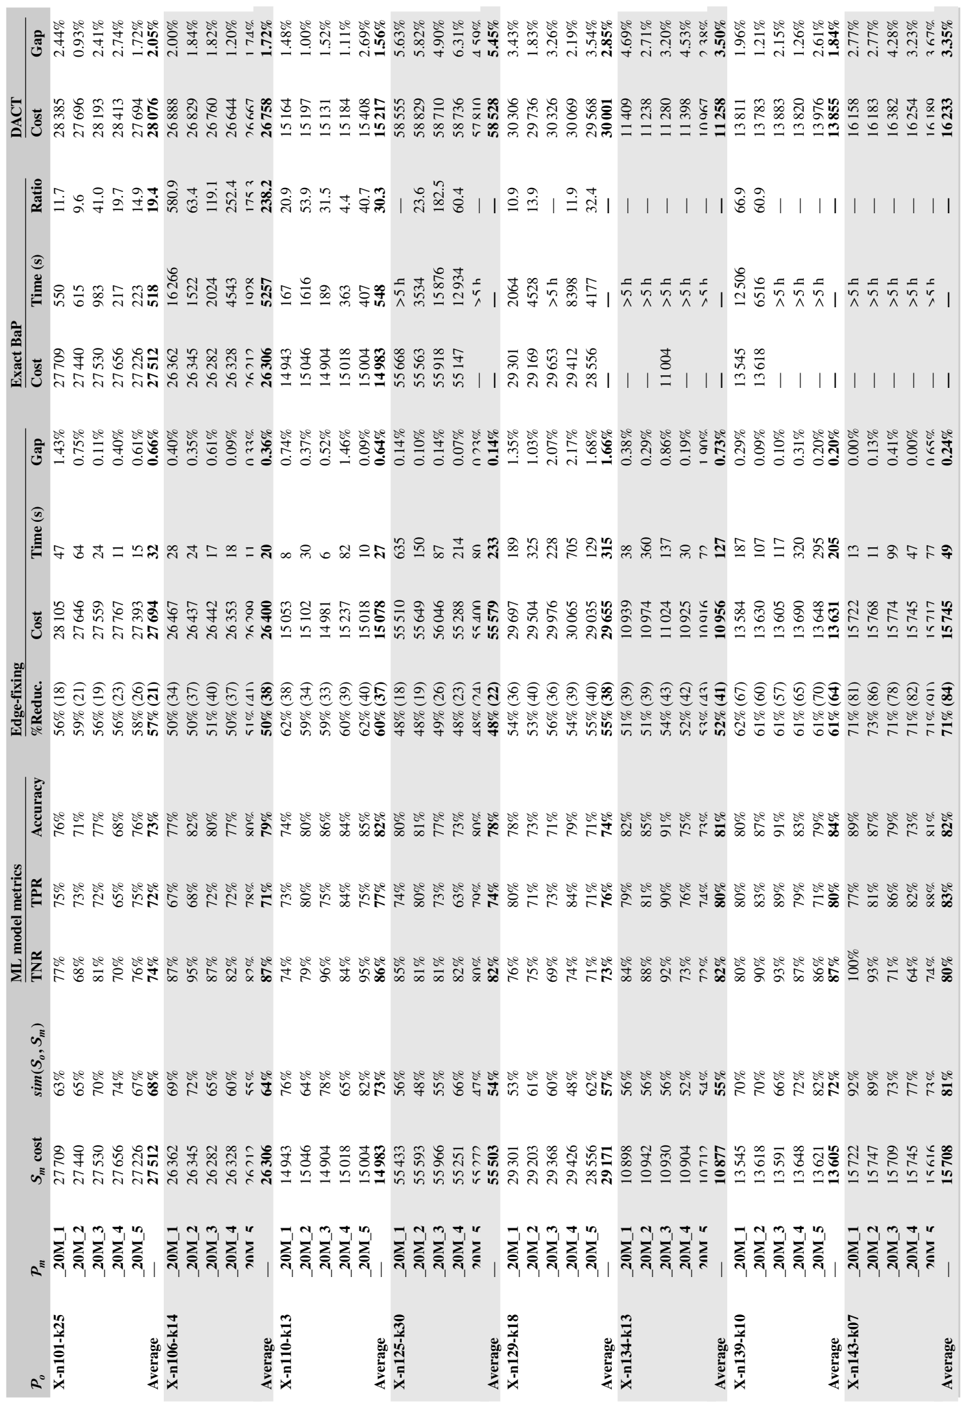 ML model metrics Edge-fixing Exact BaP DACT
P_o P_m S_m cost sim(S_o, S_m) TNR TPR Accuracy %Reduc. Cost Time (s) Gap Cost Time (s) Ratio Cost Gap
X-n101-k25 _20M_1 27 709 63% 77% 75% 76% 56% (18) 28 105 47 1.43% 27 709 550 11.7 28 385 2.44%
_20M_2 27 440 65% 68% 73% 71% 59% (21) 27 646 64 0.75% 27 440 615 9.6 27 696 0.93%
_20M_3 27 530 70% 81% 72% 77% 56% (19) 27 559 24 0.11% 27 530 983 41.0 28 193 2.41%
_20M_4 27 656 74% 70% 65% 68% 56% (23) 27 767 11 0.40% 27 656 217 19.7 28 413 2.74%
_20M_5 27 226 67% 76% 75% 76% 58% (26) 27 393 15 0.61% 27 226 223 14.9 27 694 1.72%
Average — 27 512 68% 74% 72% 73% 57% (21) 27 694 32 0.66% 27 512 518 19.4 28 076 2.05%
X-n106-k14 _20M_1 26 362 69% 87% 67% 77% 50% (34) 26 467 28 0.40% 26 362 16 266 580.9 26 888 2.00%
_20M_2 26 345 72% 95% 68% 82% 50% (37) 26 437 24 0.35% 26 345 1522 63.4 26 829 1.84%
_20M_3 26 282 65% 87% 72% 80% 51% (40) 26 442 17 0.61% 26 282 2024 119.1 26 760 1.82%
_20M_4 26 328 60% 82% 72% 77% 50% (37) 26 353 18 0.09% 26 328 4543 252.4 26 644 1.20%
_20M_5 26 212 55% 82% 78% 80% 51% (41) 26 299 11 0.33% 26 212 1928 175.3 26 667 1.74%
Average — 26 306 64% 87% 71% 79% 50% (38) 26 400 20 0.36% 26 306 5257 238.2 26 758 1.72%
X-n110-k13 _20M_1 14 943 76% 74% 73% 74% 62% (38) 15 053 8 0.74% 14 943 167 20.9 15 164 1.48%
_20M_2 15 046 64% 79% 80% 80% 59% (34) 15 102 30 0.37% 15 046 1616 53.9 15 197 1.00%
_20M_3 14 904 78% 96% 75% 86% 59% (33) 14 981 6 0.52% 14 904 189 31.5 15 131 1.52%
_20M_4 15 018 65% 84% 84% 84% 60% (39) 15 237 82 1.46% 15 018 363 4.4 15 184 1.11%
_20M_5 15 004 82% 95% 75% 85% 62% (40) 15 018 10 0.09% 15 004 407 40.7 15 408 2.69%
Average — 14 983 73% 86% 77% 82% 60% (37) 15 078 27 0.64% 14 983 548 30.3 15 217 1.56%
X-n125-k30 _20M_1 55 433 56% 85% 74% 80% 48% (18) 55 510 635 0.14% 55 668 >5 h — 58 555 5.63%
_20M_2 55 593 48% 81% 80% 81% 48% (19) 55 649 150 0.10% 55 563 3534 23.6 58 829 5.82%
_20M_3 55 966 55% 81% 73% 77% 48% (26) 56 046 87 0.14% 55 918 15 876 182.5 58 710 4.90%
_20M_4 55 251 66% 82% 63% 73% 48% (23) 55 288 214 0.07% 55 147 12 934 60.4 58 736 6.31%
_20M_5 55 272 47% 80% 79% 80% 48% (24) 55 400 80 0.23% — >5 h — 57 810 4.59%
Average — 55 503 54% 82% 74% 78% 48% (22) 55 579 233 0.14% — — — 58 528 5.45%
X-n129-k18 _20M_1 29 301 53% 76% 80% 78% 54% (36) 29 697 189 1.35% 29 301 2064 10.9 30 306 3.43%
_20M_2 29 203 61% 75% 71% 73% 53% (40) 29 504 325 1.03% 29 169 4528 13.9 29 736 1.83%
_20M_3 29 368 60% 69% 73% 71% 56% (36) 29 976 228 2.07% 29 653 >5 h — 30 326 3.26%
_20M_4 29 426 48% 74% 84% 79% 54% (39) 30 065 705 2.17% 29 412 8398 11.9 30 069 2.19%
_20M_5 28 556 62% 71% 71% 71% 55% (40) 29 035 129 1.68% 28 556 4177 32.4 29 568 3.54%
Average — 29 171 57% 73% 76% 74% 55% (38) 29 655 315 1.66% — — — 30 001 2.85%
X-n134-k13 _20M_1 10 898 56% 84% 79% 82% 51% (39) 10 939 38 0.38% — >5 h — 11 409 4.69%
_20M_2 10 942 56% 88% 81% 85% 51% (39) 10 974 360 0.29% — >5 h — 11 238 2.71%
_20M_3 10 930 56% 92% 90% 91% 54% (43) 11 024 137 0.86% 11 004 >5 h — 11 280 3.20%
_20M_4 10 904 52% 73% 76% 75% 52% (42) 10 925 30 0.19% — >5 h — 11 398 4.53%
_20M_5 10 712 54% 72% 74% 73% 53% (43) 10 916 72 1.90% — >5 h — 10 967 2.38%
Average — 10 877 55% 82% 80% 81% 52% (41) 10 956 127 0.73% — — — 11 258 3.50%
X-n139-k10 _20M_1 13 545 70% 80% 80% 80% 62% (67) 13 584 187 0.29% 13 545 12 506 66.9 13 811 1.96%
_20M_2 13 618 70% 90% 83% 87% 61% (60) 13 630 107 0.09% 13 618 6516 60.9 13 783 1.21%
_20M_3 13 591 66% 93% 89% 91% 61% (57) 13 605 117 0.10% — >5 h — 13 883 2.15%
_20M_4 13 648 72% 87% 79% 83% 61% (65) 13 690 320 0.31% — >5 h — 13 820 1.26%
_20M_5 13 621 82% 86% 71% 79% 61% (70) 13 648 295 0.20% — >5 h — 13 976 2.61%
Average — 13 605 72% 87% 80% 84% 61% (64) 13 631 205 0.20% — — — 13 855 1.84%
X-n143-k07 _20M_1 15 722 92% 100% 77% 89% 71% (81) 15 722 13 0.00% — >5 h — 16 158 2.77%
_20M_2 15 747 89% 93% 81% 87% 73% (86) 15 768 11 0.13% — >5 h — 16 183 2.77%
_20M_3 15 709 73% 71% 86% 79% 71% (78) 15 774 99 0.41% — >5 h — 16 382 4.28%
_20M_4 15 745 77% 64% 82% 73% 71% (82) 15 745 47 0.00% — >5 h — 16 254 3.23%
_20M_5 15 616 73% 74% 88% 81% 71% (91) 15 717 77 0.65% — >5 h — 16 189 3.67%
Average — 15 708 81% 80% 83% 82% 71% (84) 15 745 49 0.24% — — — 16 233 3.35%